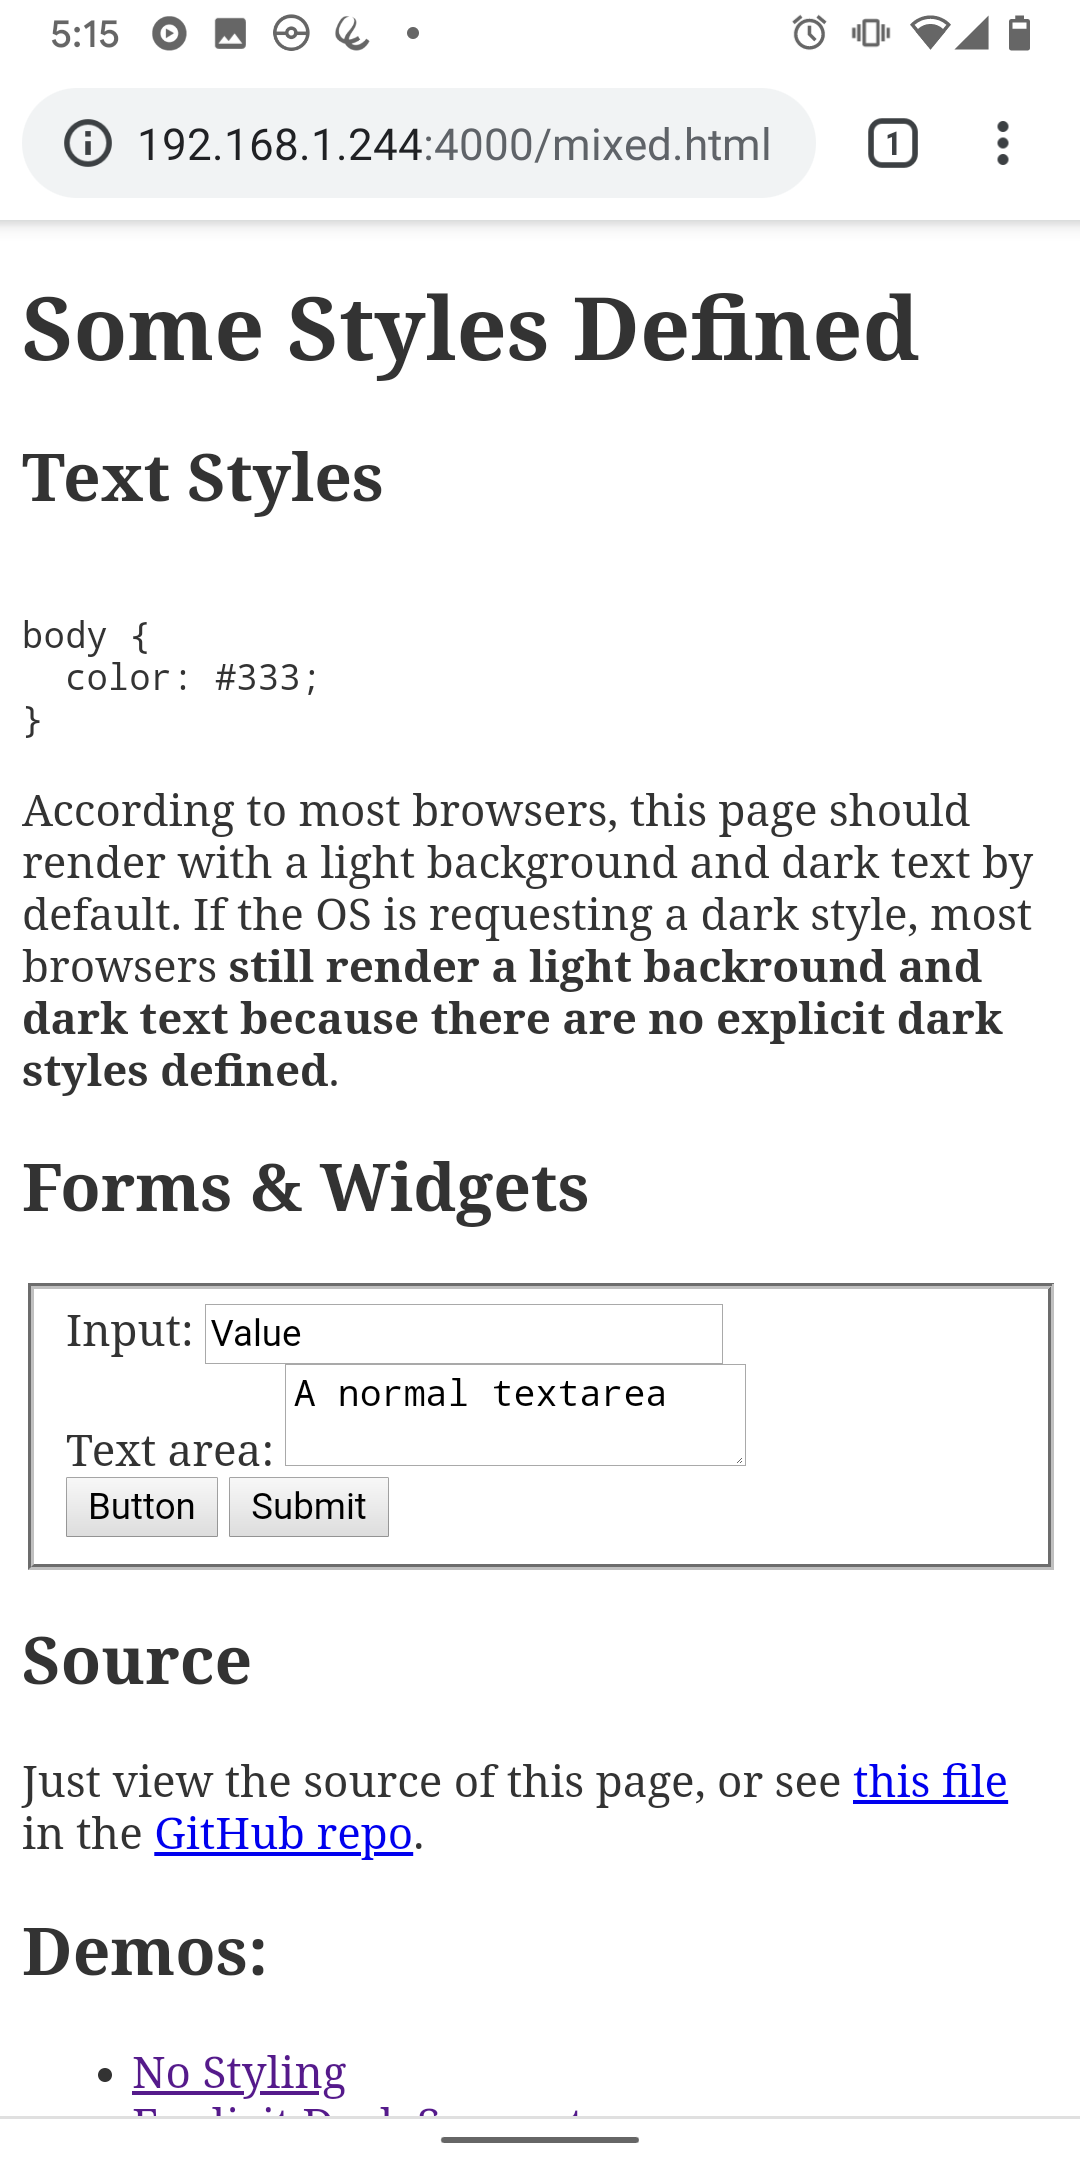 5:15
192.168.1.244:4000/mixed.html
1
Some Styles Defined
Text Styles
body {
  color: #333;
}
According to most browsers, this page should
render with a light background and dark text by
default. If the OS is requesting a dark style, most
browsers still render a light backround and
dark text because there are no explicit dark
styles defined.
Forms & Widgets
Input: Value
Text area: A normal textarea
Button Submit
Source
Just view the source of this page, or see this file
in the GitHub repo.
Demos:
• No Styling